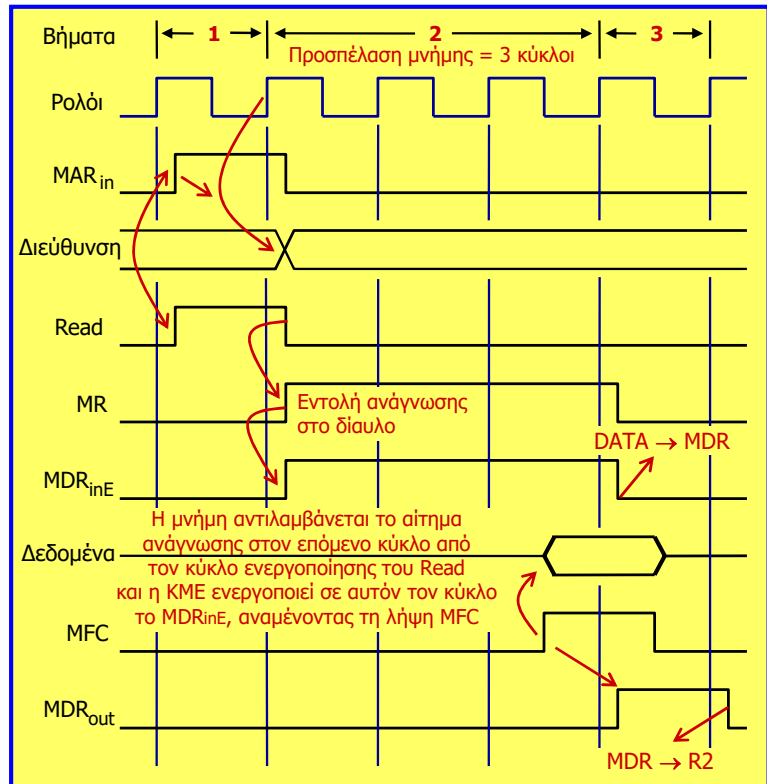 Βήματα
1
2
3
Προσπέλαση μνήμης = 3 κύκλοι
Ρολόι
MAR in
Διεύθυνση
Read
MR
Εντολή ανάγνωσης
στο δίαυλο
DATA → MDR
MDRinE
Η μνήμη αντιλαμβάνεται το αίτημα
ανάγνωσης στον επόμενο κύκλο από
τον κύκλο ενεργοποίησης του Read
και η ΚΜΕ ενεργοποιεί σε αυτόν τον κύκλο
το MDRinE, αναμένοντας τη λήψη MFC
Δεδομένα
MFC
MDRout
MDR → R2